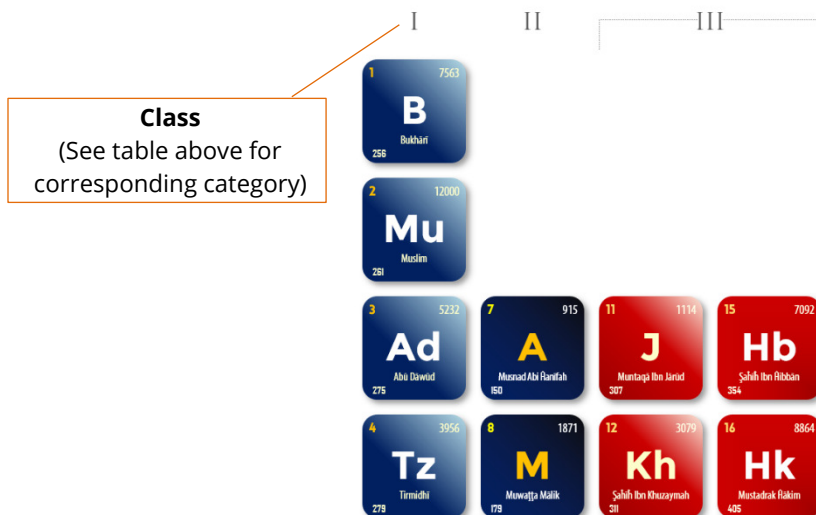 I II III
Class
(See table above for
corresponding category)
1 7563
B
Bukhārī
256
2 12000
Mu
Muslim
261
3 5232
Ad
Abū Dāwūd
275
7 915
A
Musnad Abī Ḥanīfah
150
11 1114
J
Muntaqá Ibn Jārūd
307
15 7092
Hb
Ṣaḥīḥ Ibn Ḥibbān
354
4 3956
Tz
Tirmidhī
279
8 1871
M
Muwaṭṭa Mālik
179
12 3079
Kh
Ṣaḥīḥ Ibn Khuzaymah
311
16 8864
Hk
Mustadrak Ḥākim
405